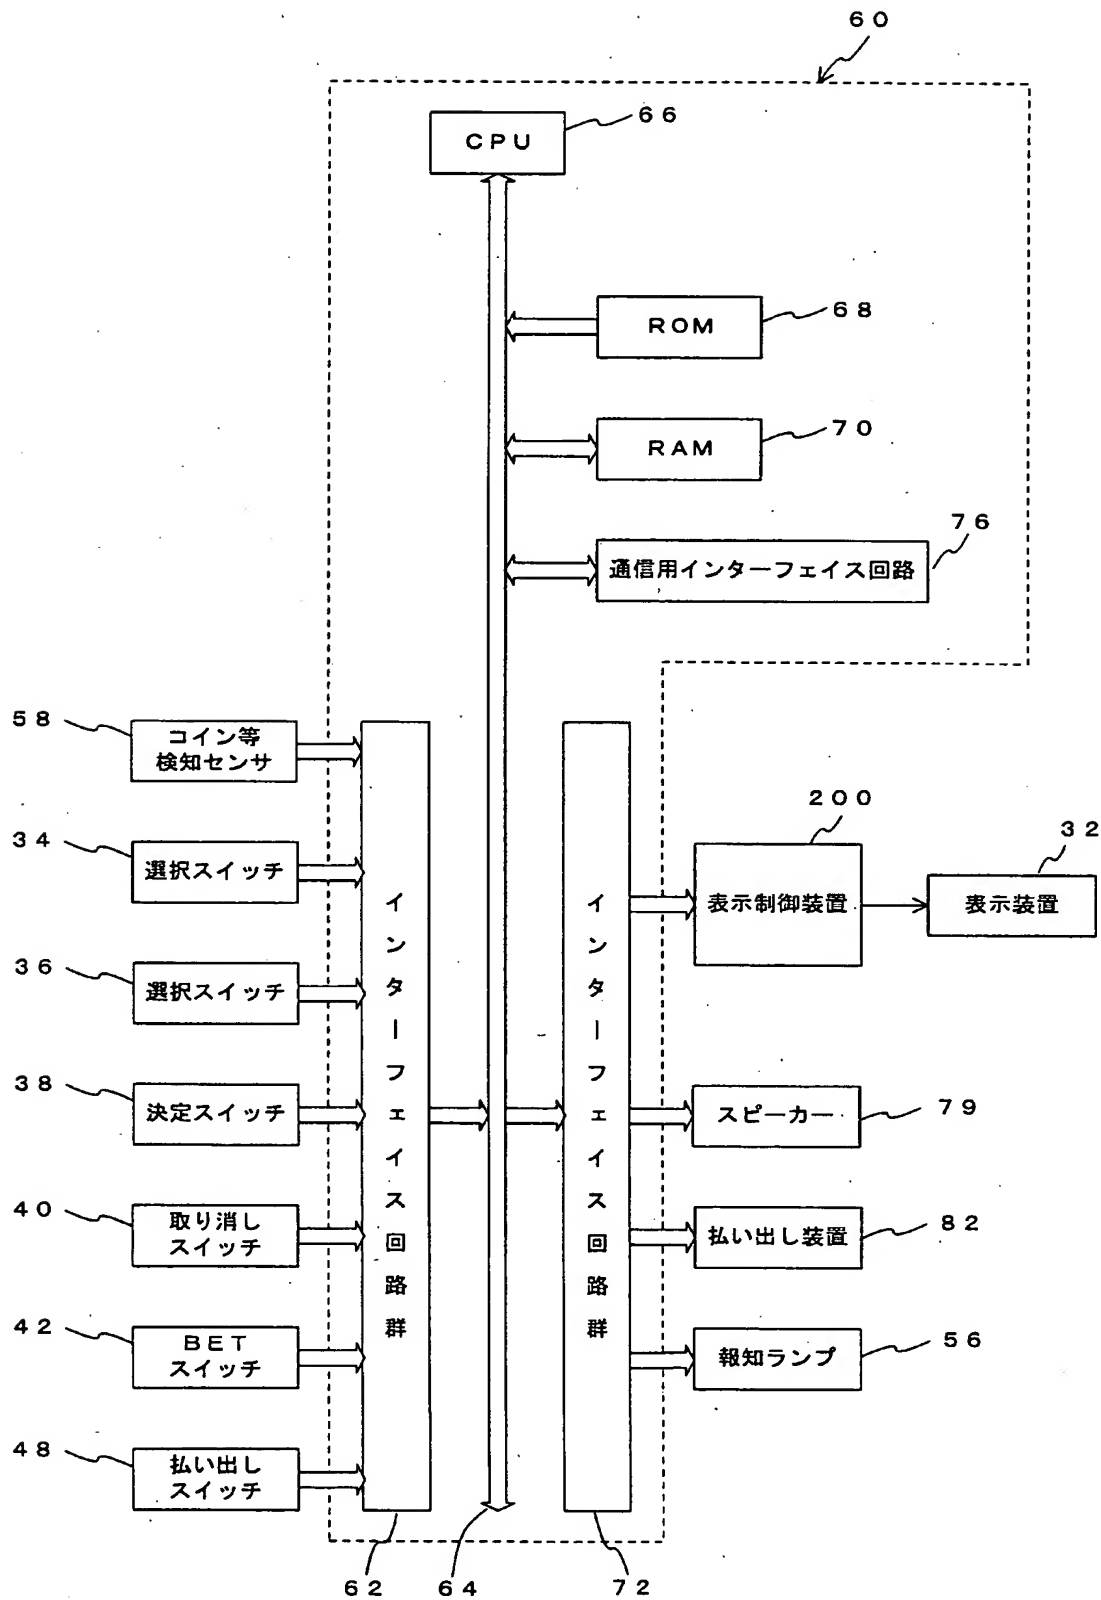 ６０
ＣＰＵ
６６
ＲＯＭ
６８
ＲＡＭ
７０
７６
通信用インターフェイス回路
５８
コイン等
検知センサ
３４
選択スイッチ
３６
選択スイッチ
３８
決定スイッチ
４０
取り消し
スイッチ
４２
ＢＥＴ
スイッチ
４８
払い出し
スイッチ
インターフェイス回路群
インターフェイス回路群
２００
表示制御装置
３２
表示装置
スピーカー
７９
払い出し装置
８２
報知ランプ
５６
６２
６４
７２